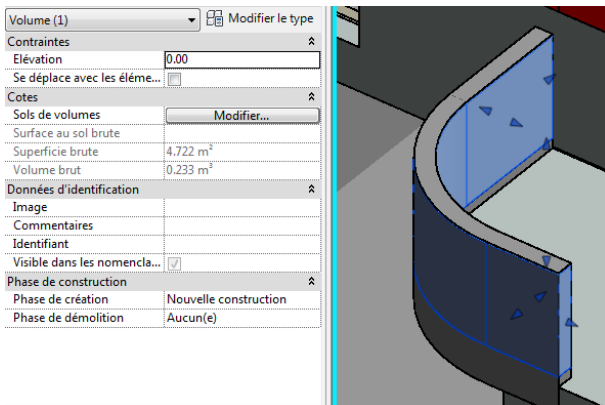 Volume (1) Modifier le type
Contraintes
Elévation 0.00
Se déplace avec les éléme...
Cotes
Sols de volumes Modifier...
Surface au sol brute
Superficie brute 4.722 m²
Volume brut 0.233 m³
Données d'identification
Image
Commentaires
Identifiant
Visible dans les nomencla...
Phase de construction
Phase de création Nouvelle construction
Phase de démolition Aucun(e)